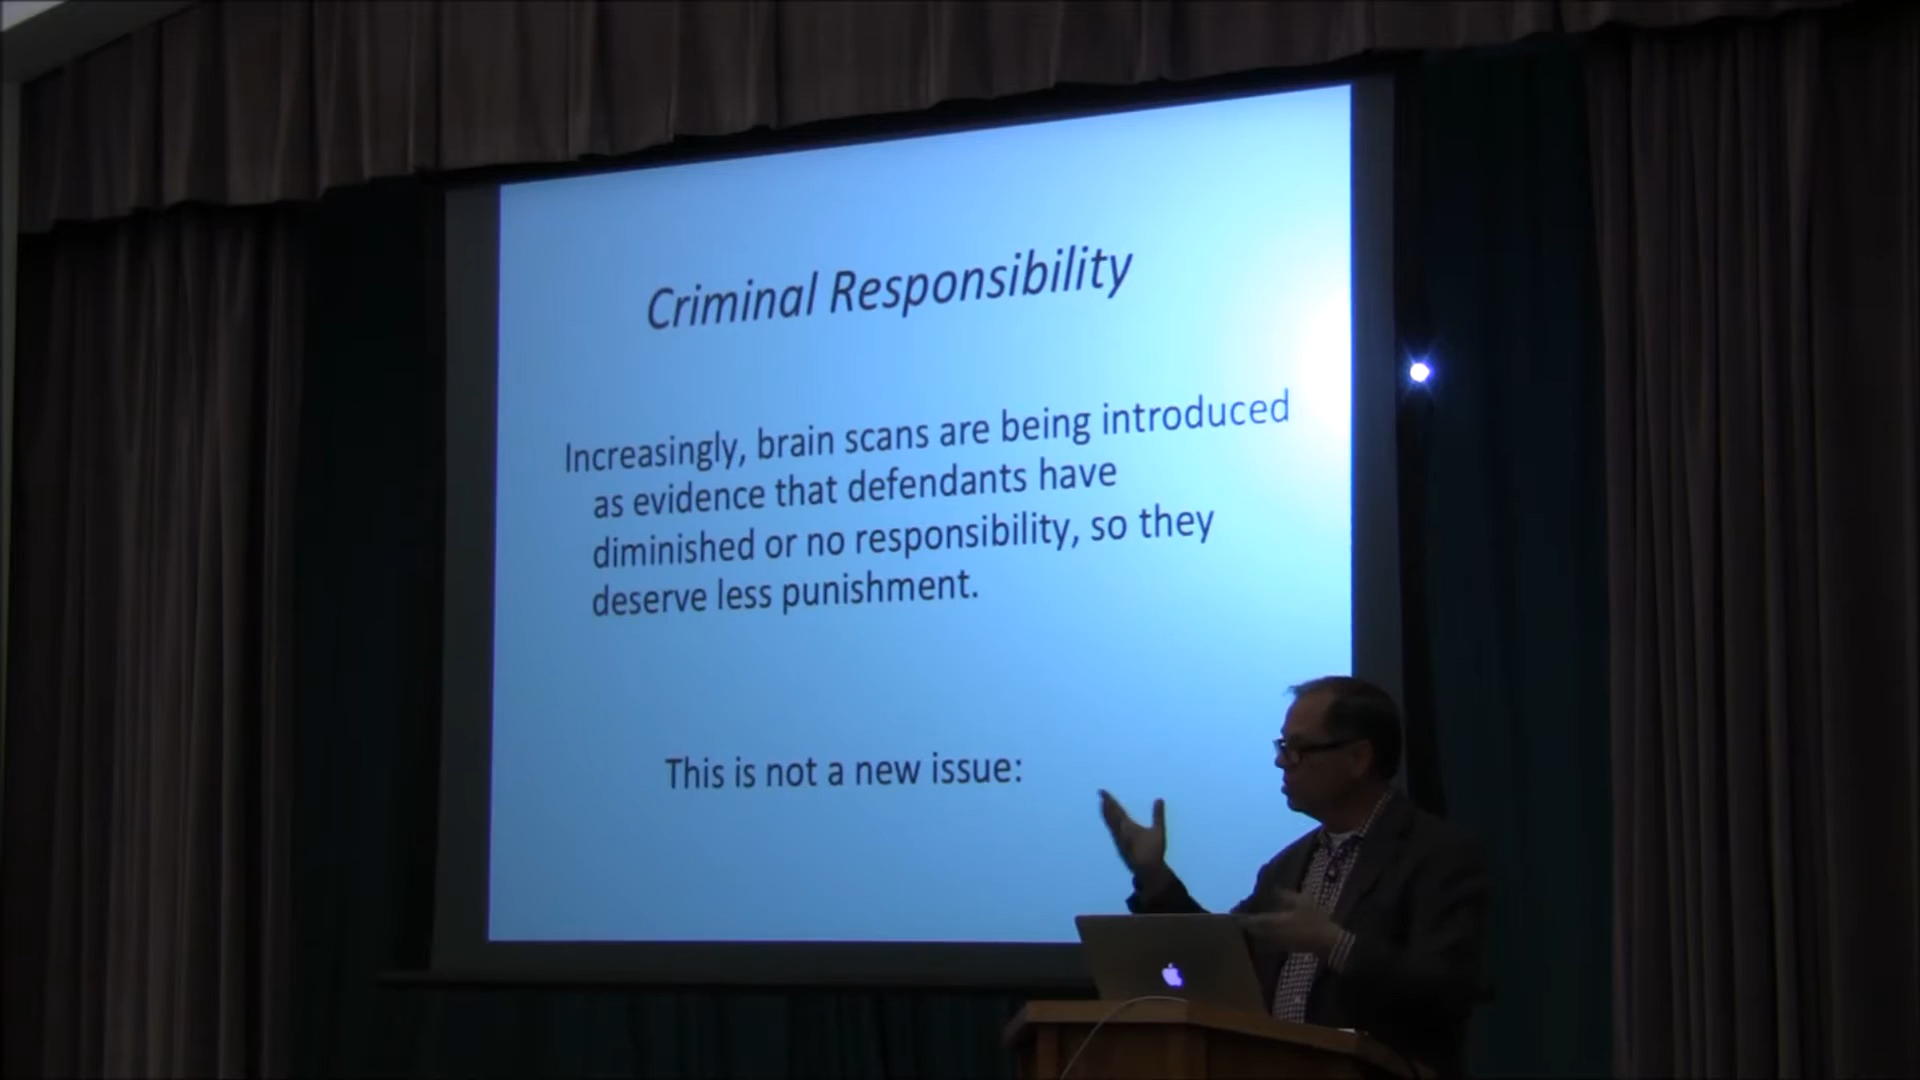 Criminal Responsibility
Increasingly, brain scans are being introduced
as evidence that defendants have
diminished or no responsibility, so they
deserve less punishment.
This is not a new issue: